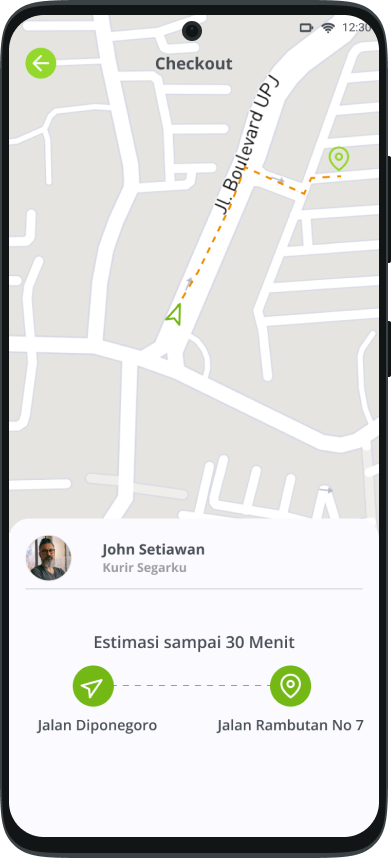 12:30
Checkout
Jl. Boulevard UPJ
John Setiawan
Kurir Segarku
Estimasi sampai 30 Menit
Jalan Diponegoro
Jalan Rambutan No 7